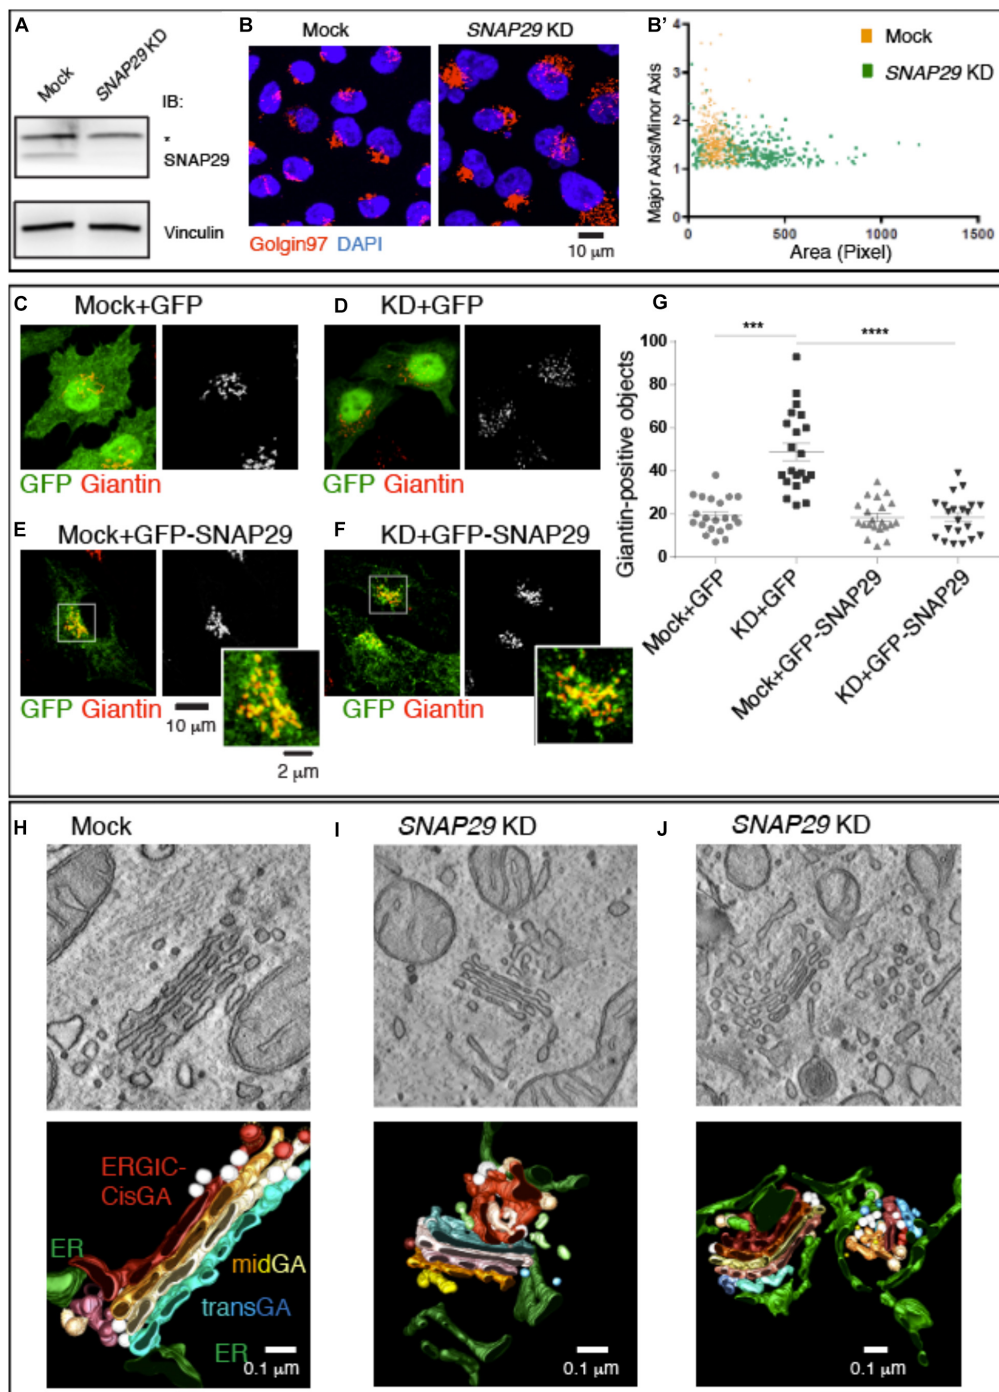 A
Mock
SNAP29 KD
IB:
*
SNAP29
Vinculin
B
Mock
SNAP29 KD
Golgin97 DAPI
10 μm
B’
Major Axis/Minor Axis
4
3
2
1
0
0
500
1000
1500
Area (Pixel)
Mock
SNAP29 KD
C
Mock+GFP
GFP Giantin
D
KD+GFP
GFP Giantin
E
Mock+GFP-SNAP29
GFP Giantin
10 μm
2 μm
F
KD+GFP-SNAP29
GFP Giantin
G
Giantin-positive objects
100
80
60
40
20
0
***
****
Mock+GFP
KD+GFP
Mock+GFP-SNAP29
KD+GFP-SNAP29
H
Mock
ERGIC-
CisGA
ER
midGA
transGA
ER
0.1 μm
I
SNAP29 KD
0.1 μm
J
SNAP29 KD
0.1 μm